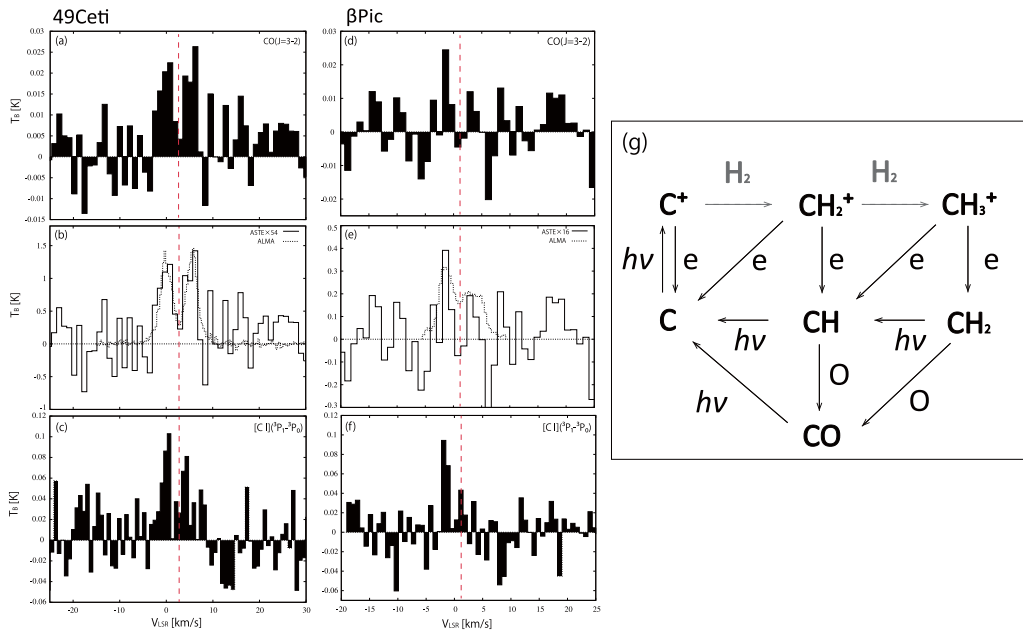 49Ceti
βPic
(a)
CO(J=3-2)
0.03
0.025
0.02
0.015
0.01
0.005
0
-0.005
-0.01
-0.015
T_B [K]
(d)
CO(J=3-2)
0.03
0.02
0.01
0
-0.01
-0.02
(b)
ASTE×54
ALMA
1.5
1
0.5
0
0.5
1
T_B [K]
(e)
ASTE×16
ALMA
0.4
0.3
0.2
0.1
0
-0.1
-0.2
-0.3
(c)
[C I](³P₁-³P₀)
0.12
0.1
0.08
0.06
0.04
0.02
0
-0.02
-0.04
-0.06
T_B [K]
-20 -10 0 10 20 30
V_LSR [km/s]
(f)
[C I](³P₁-³P₀)
0.12
0.1
0.08
0.06
0.04
0.02
0
-0.02
-0.04
-0.06
-20 -15 -10 -5 0 5 10 15 20 25
V_LSR [km/s]
(g)
H₂ H₂
C⁺ CH₂⁺ CH₃⁺
hν e e e e e
C CH CH₂
hν hν
hν O O
CO